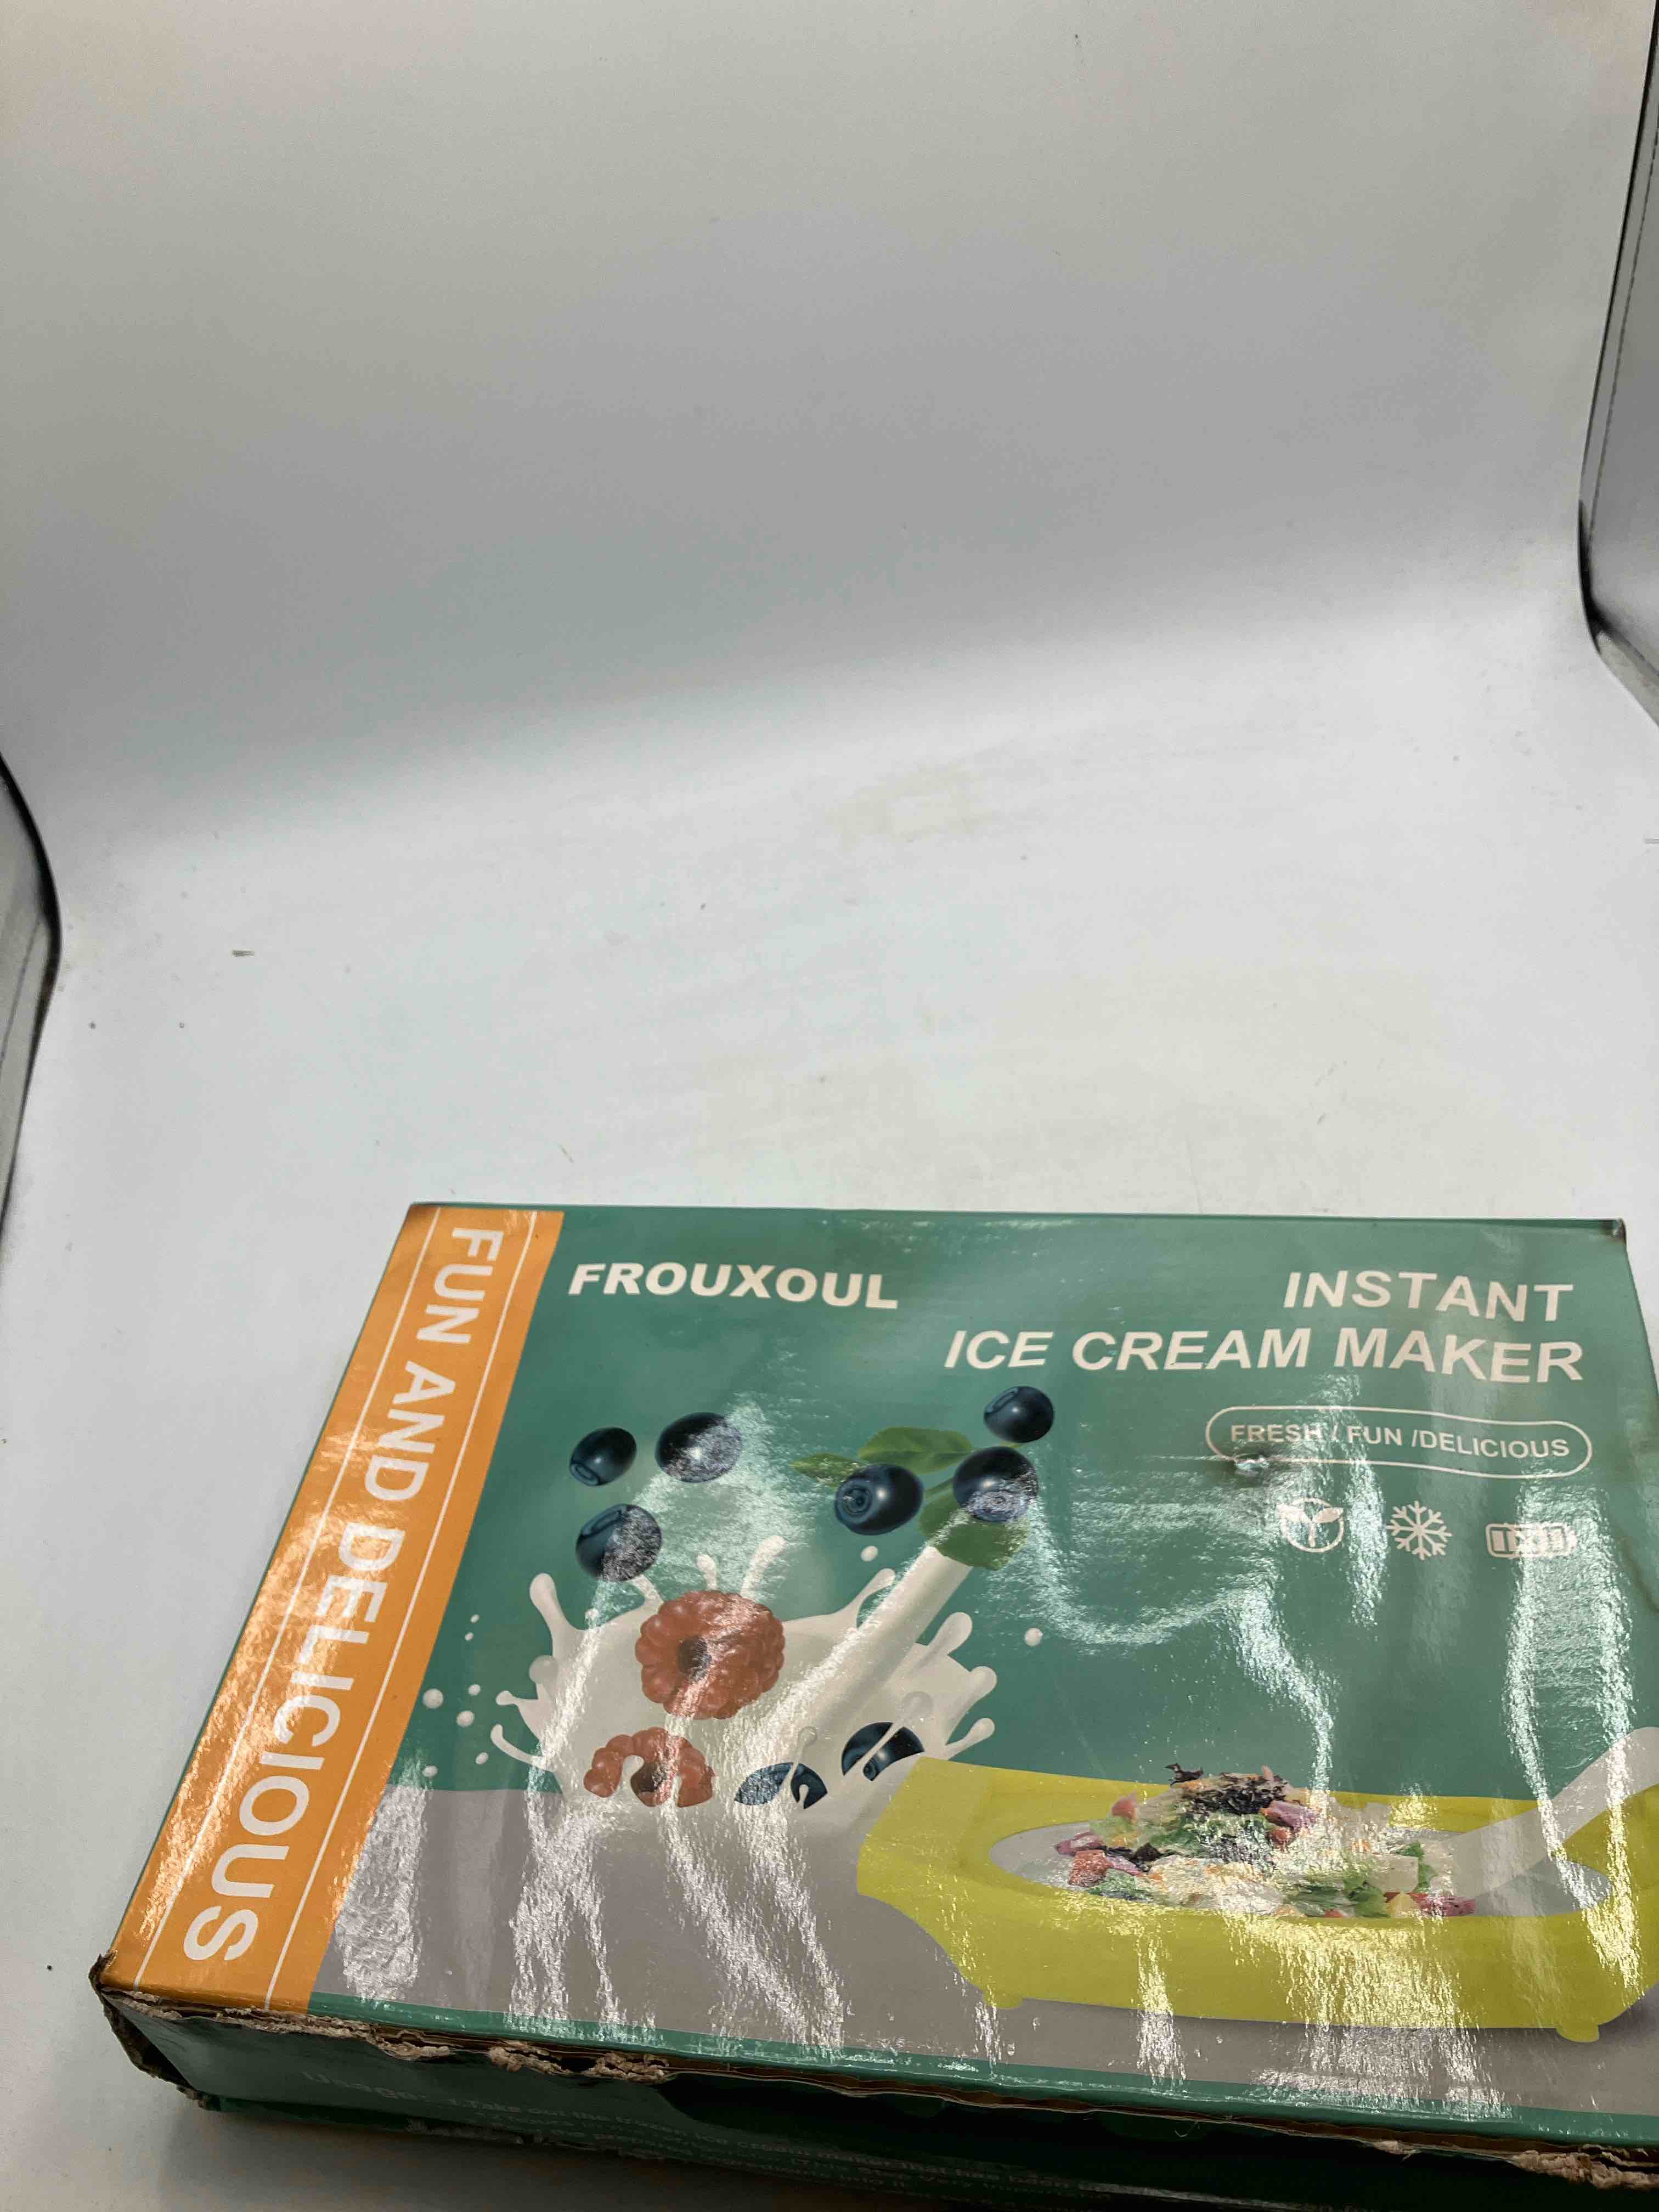 FUN AND DELICIOUS
FROUXOUL
INSTANT
ICE CREAM MAKER
FRESH / FUN /DELICIOUS